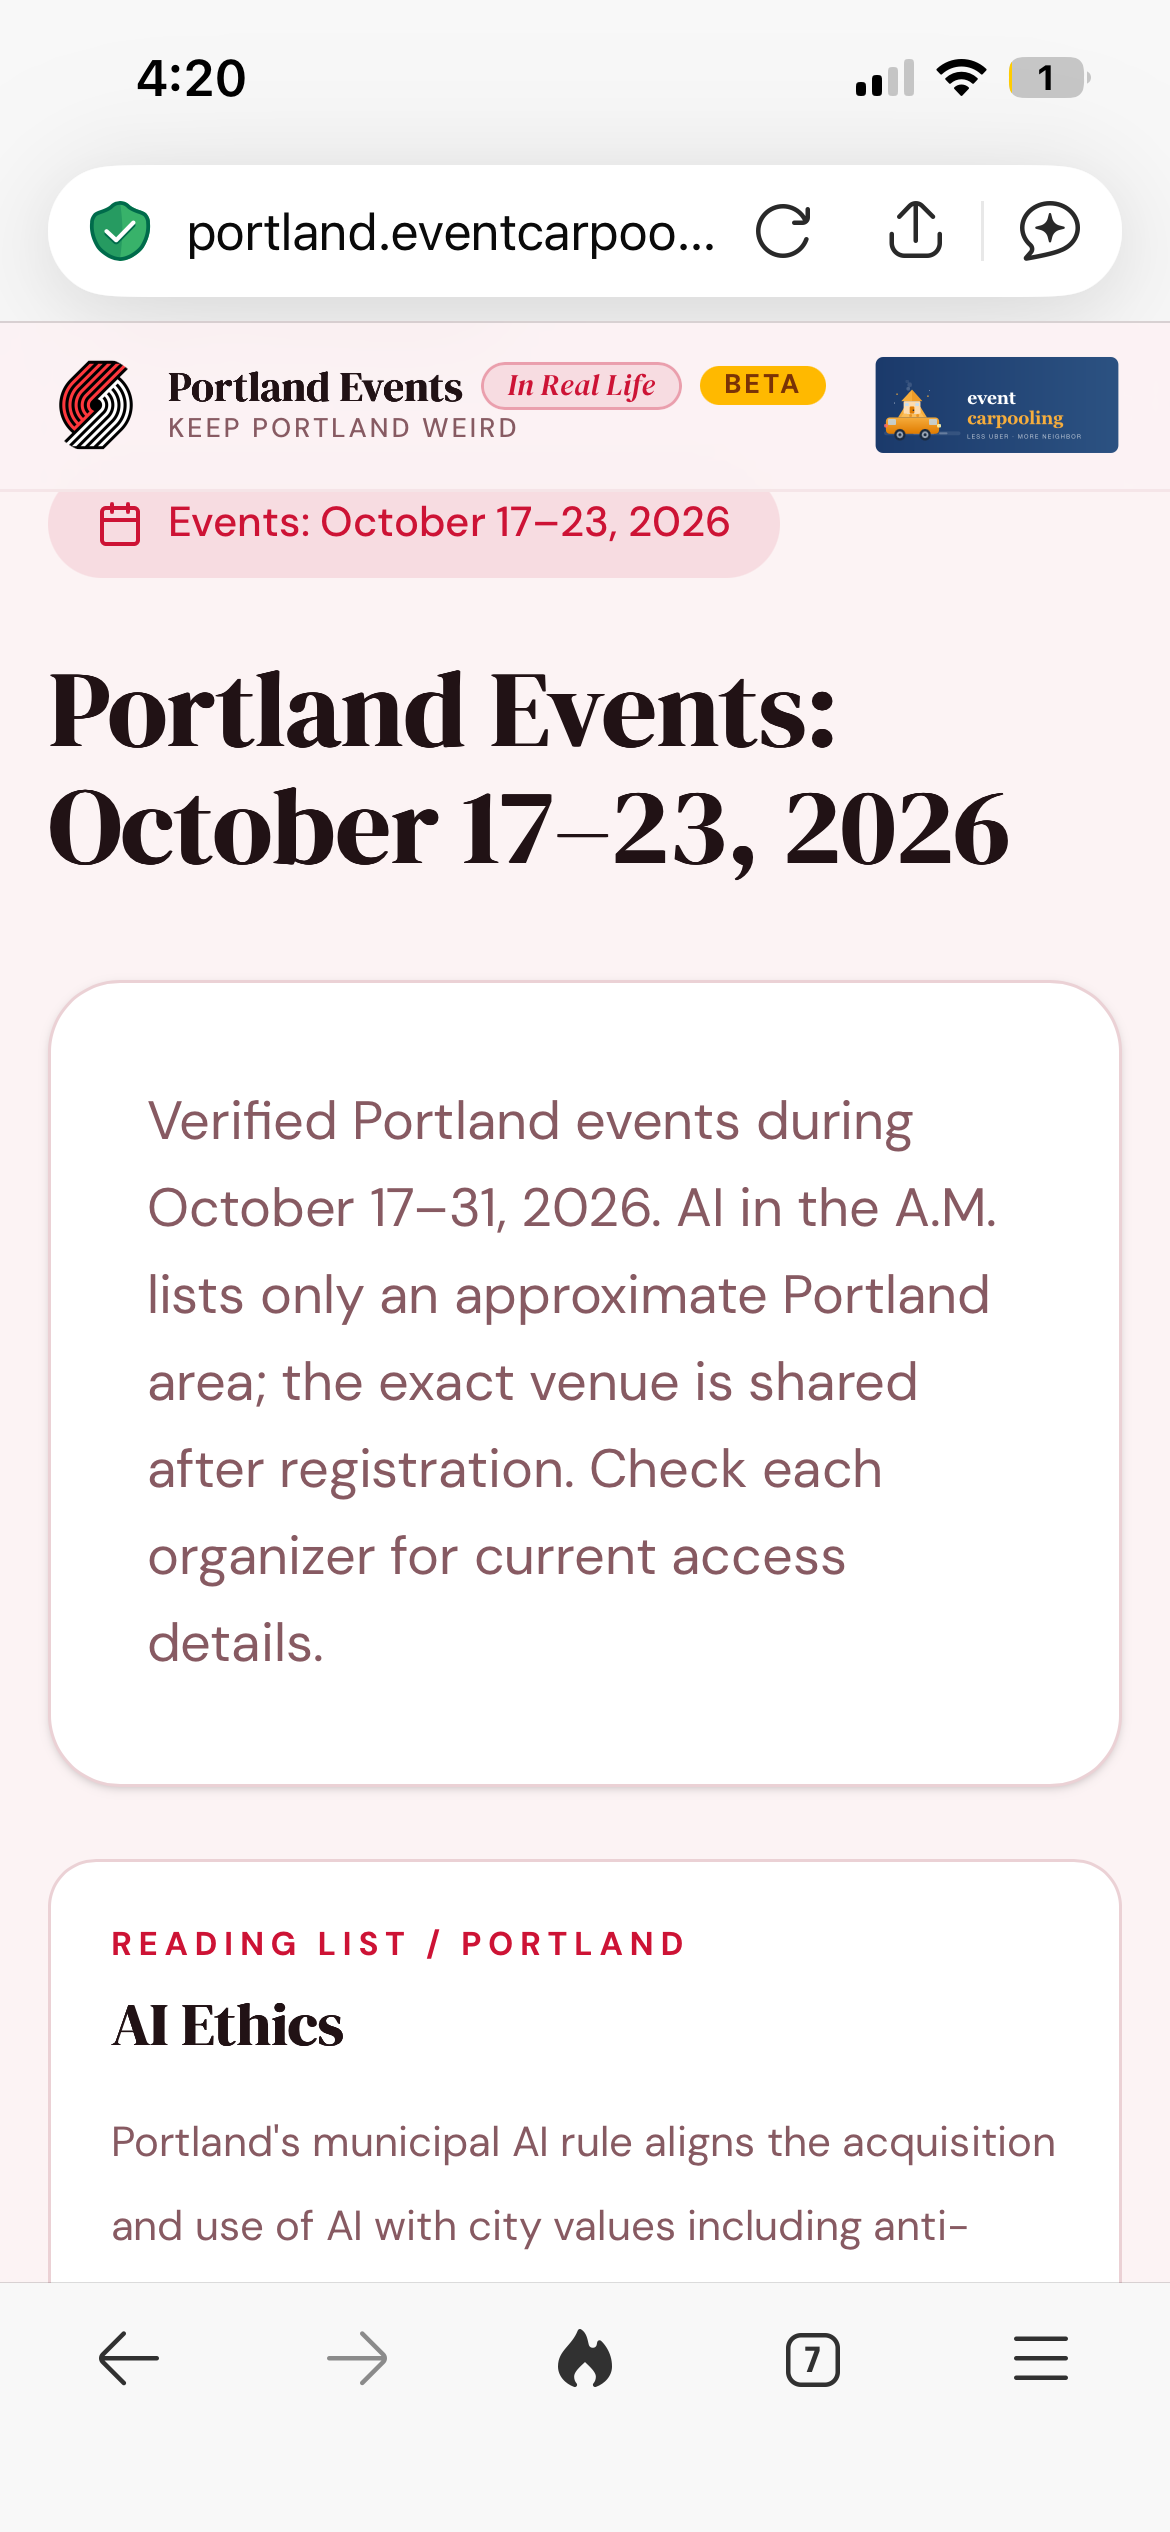 4:20
1
portland.eventcarpoo...
Portland Events In Real Life BETA
KEEP PORTLAND WEIRD
event
carpooling
LESS UBER · MORE NEIGHBOR
Events: October 17–23, 2026
Portland Events:
October 17–23, 2026
Verified Portland events during
October 17–31, 2026. AI in the A.M.
lists only an approximate Portland
area; the exact venue is shared
after registration. Check each
organizer for current access
details.
READING LIST / PORTLAND
AI Ethics
Portland's municipal AI rule aligns the acquisition
and use of AI with city values including anti-
7